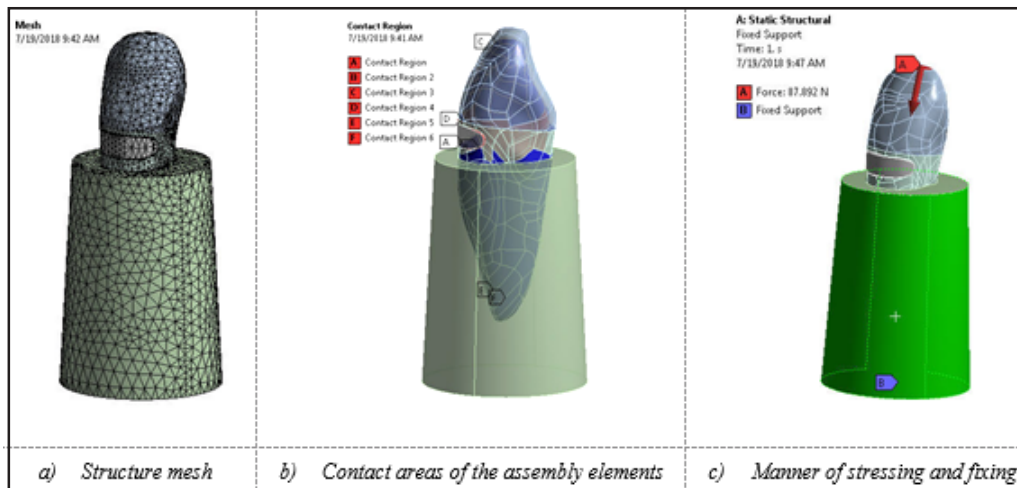 Mesh
7/19/2018 9:42 AM
Contact Region
7/19/2018 9:41 AM
A Contact Region
B Contact Region 2
C Contact Region 3
D Contact Region 4
E Contact Region 5
F Contact Region 6
C
D
A
A: Static Structural
Fixed Support
Time: 1. s
7/19/2018 9:47 AM
A Force: 87.892 N
B Fixed Support
A
B
a) Structure mesh
b) Contact areas of the assembly elements
c) Manner of stressing and fixing